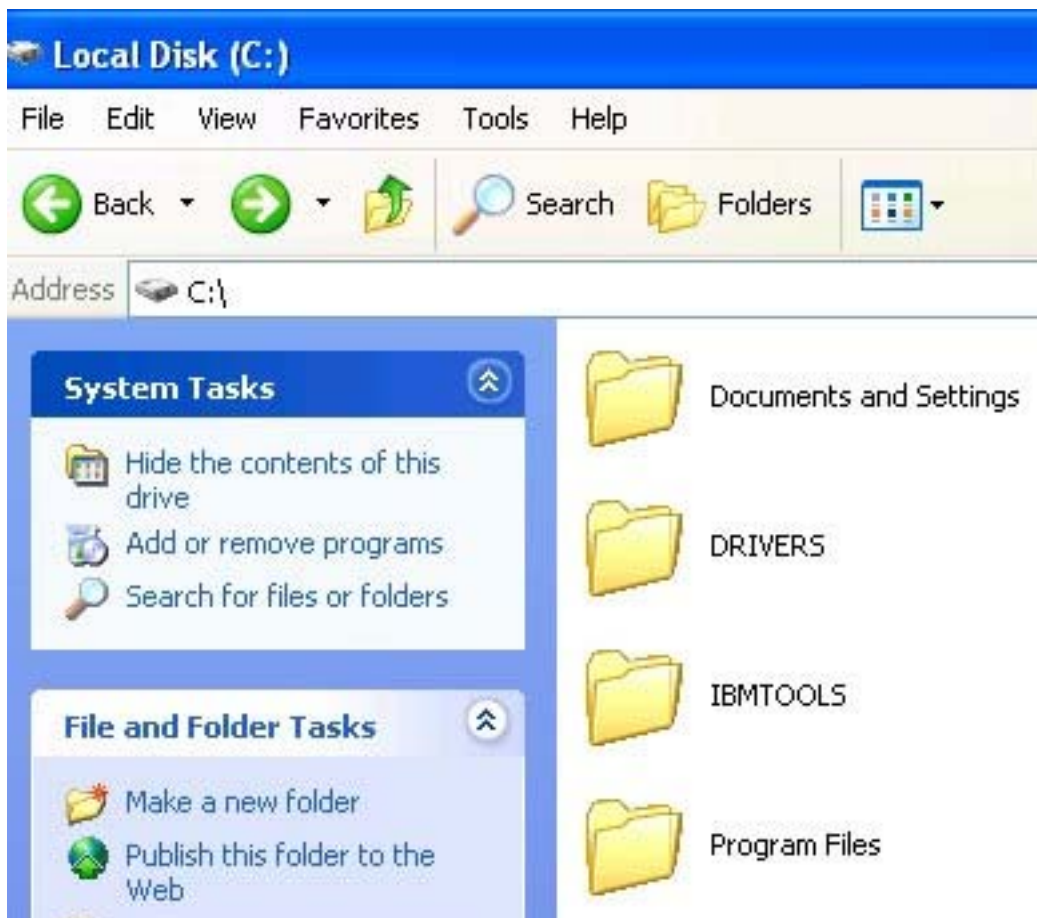 Local Disk (C:)
File Edit View Favorites Tools Help
Back Search Folders
Address C:\
System Tasks
Hide the contents of this
drive
Add or remove programs
Search for files or folders
File and Folder Tasks
Make a new folder
Publish this folder to the
Web
Documents and Settings
DRIVERS
IBMTOOLS
Program Files